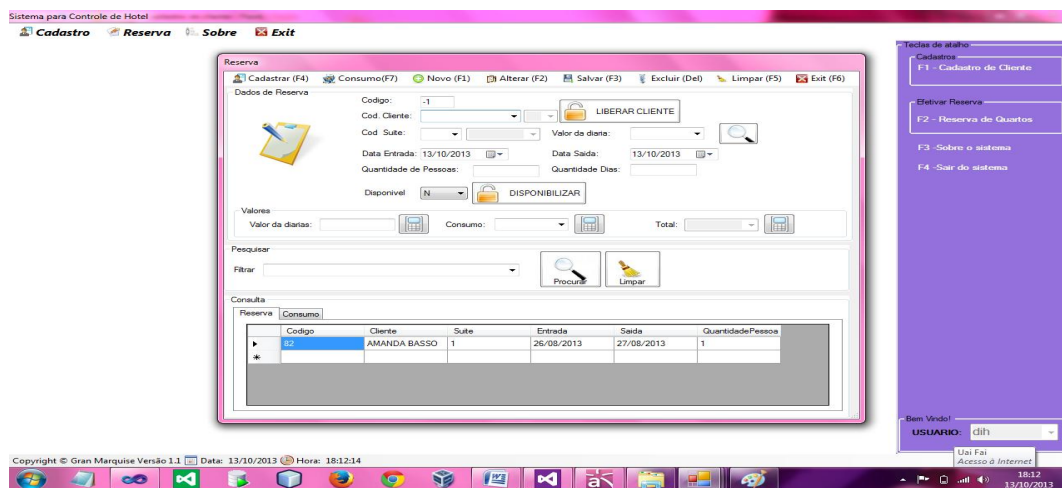 Sistema para Controle de Hotel
Cadastro Reserva Sobre Exit
Reserva
Cadastrar (F4) Consumo(F7) Novo (F1) Alterar (F2) Salvar (F3) Excluir (Del) Limpar (F5) Exit (F6)
Dados de Reserva
Codigo: -1
Cod. Cliente: LIBERAR CLIENTE
Cod Suite: Valor da diaria:
Data Entrada: 13/10/2013 Data Saida: 13/10/2013
Quantidade de Pessoas: Quantidade Dias:
Disponivel N DISPONIBILIZAR
Valores
Valor da diarias: Consumo: Total:
Pesquisar
Filtrar
Procurar Limpar
Consulta
Reserva Consumo
Codigo Cliente Suite Entrada Saida QuantidadePessoa
82 AMANDA BASSO 1 26/08/2013 27/08/2013 1
Teclas de atalho
Cadastros
F1 - Cadastro de Cliente
Efetivar Reserva
F2 - Reserva de Quartos
F3 -Sobre o sistema
F4 -Sair do sistema
Bem Vindo!
USUARIO: dih
Copyright © Gran Marquise Versão 1.1 Data: 13/10/2013 Hora: 18:12:14
Uai Fai
Acesso à Internet
18:12
13/10/2013